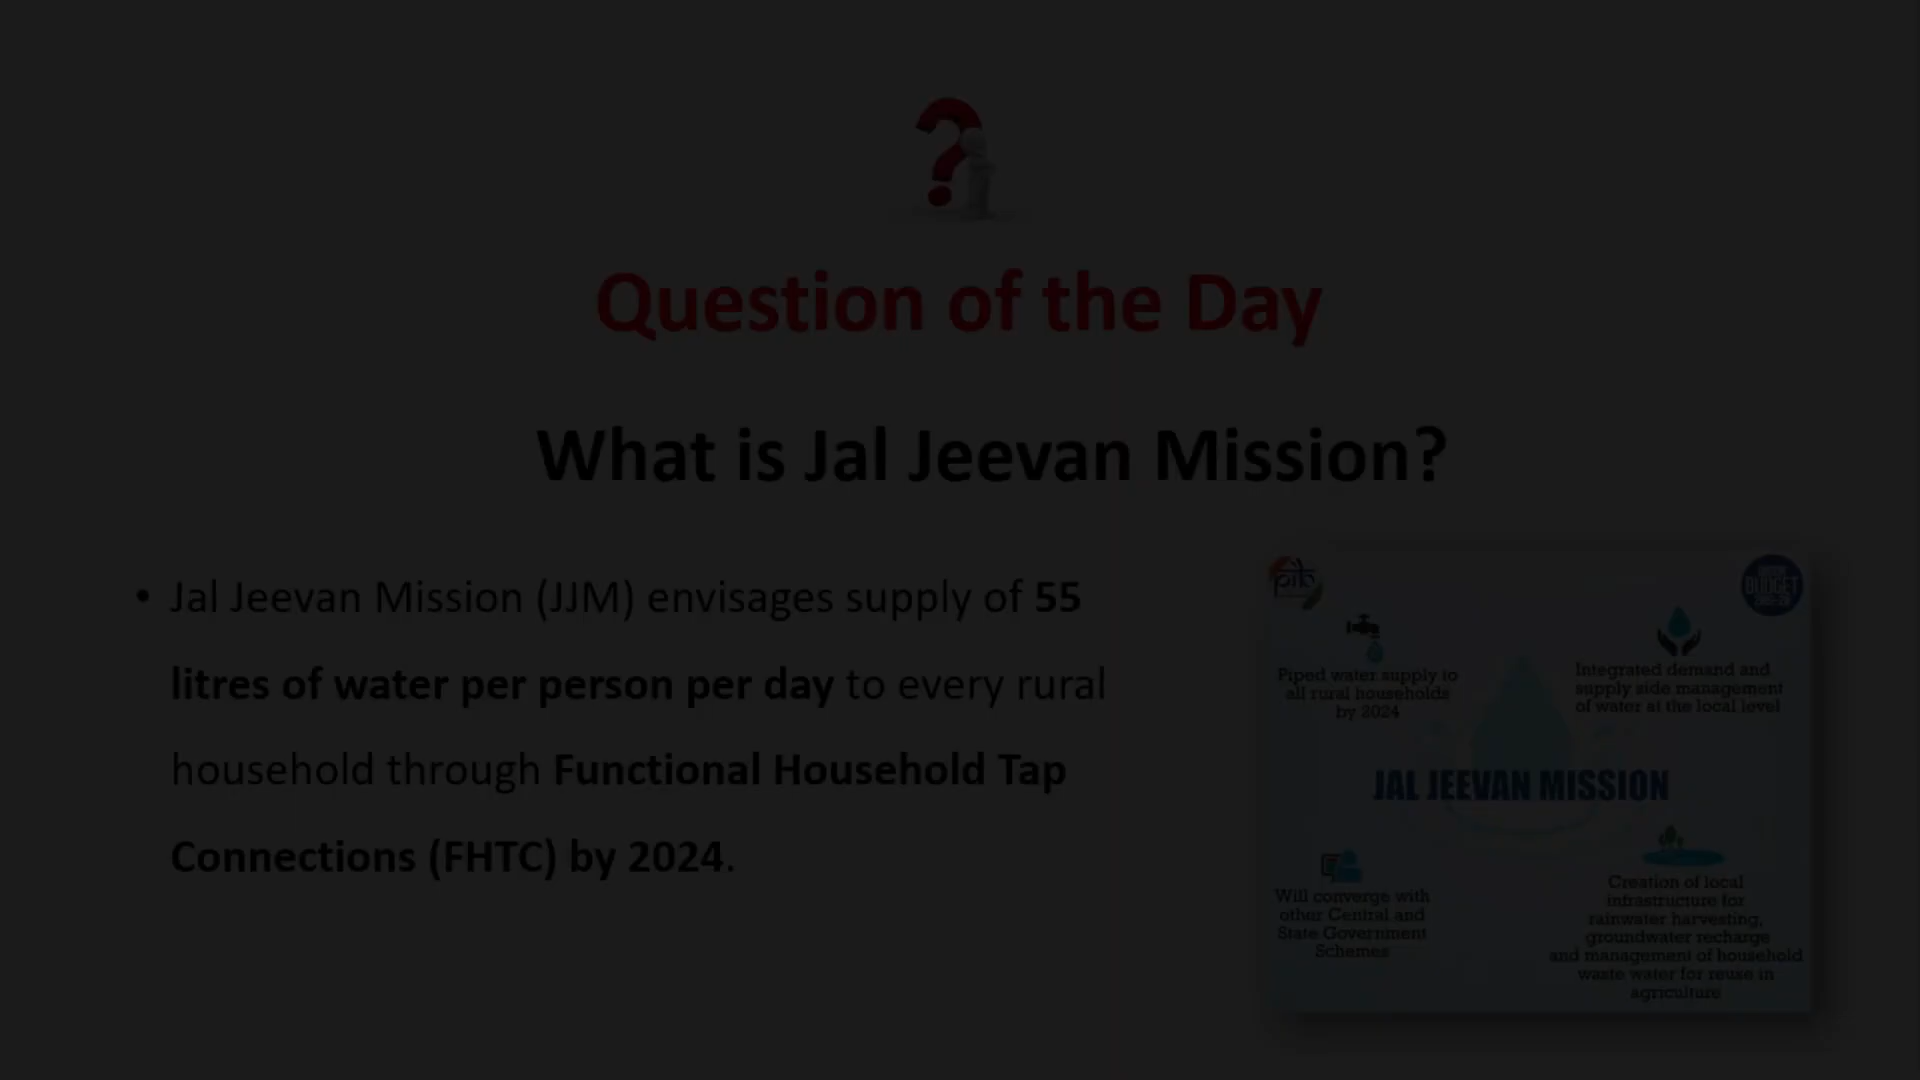 Question of the Day
What is Jal Jeevan Mission?
• Jal Jeevan Mission (JJM) envisages supply of 55
litres of water per person per day to every rural
household through Functional Household Tap
Connections (FHTC) by 2024.
pib
BUDGET
Piped water supply to
all rural households
by 2024
Integrated demand and
supply side management
of water at the local level
JAL JEEVAN MISSION
Will converge with
other Central and
State Government
Schemes
Creation of local
infrastructure for
rainwater harvesting,
groundwater recharge
and management of household
waste water for reuse in
agriculture